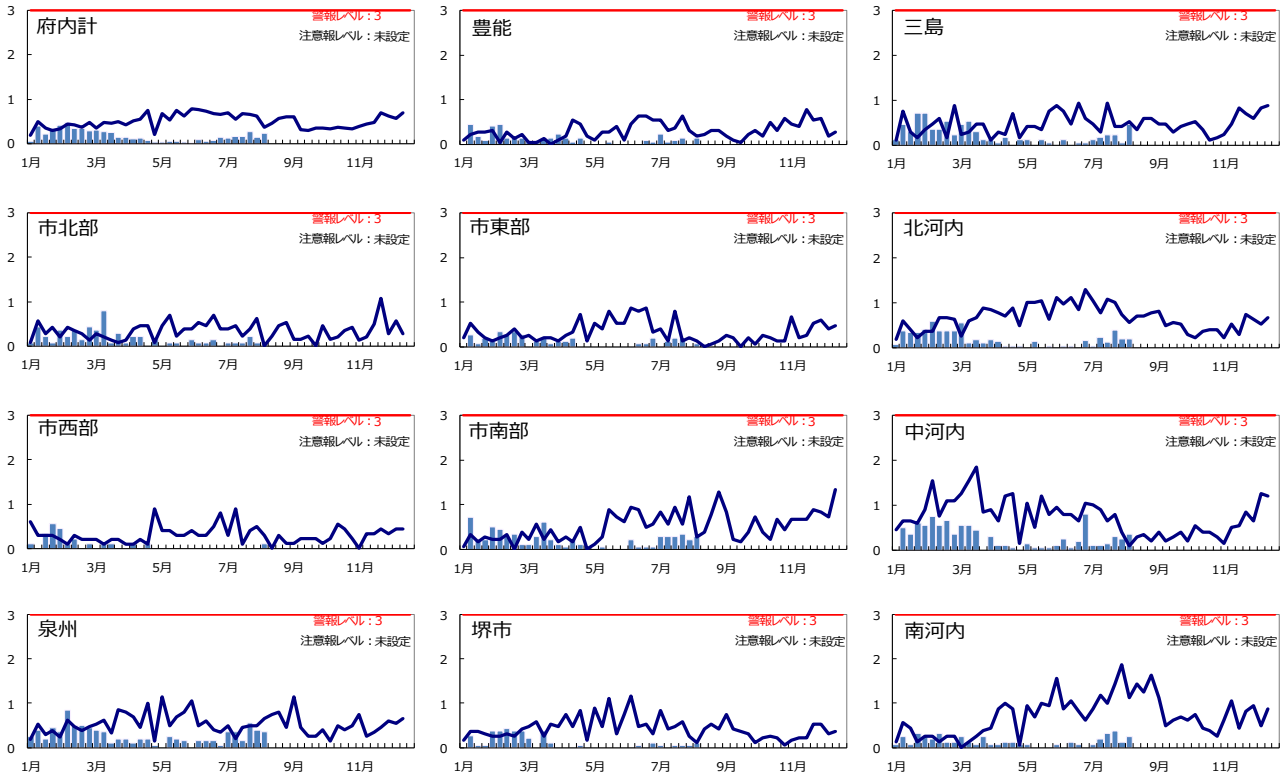 府内計
警報レベル：3
注意報レベル：未設定
3
2
1
0
1月 3月 5月 7月 9月 11月
豊能
警報レベル：3
注意報レベル：未設定
3
2
1
0
1月 3月 5月 7月 9月 11月
三島
警報レベル：3
注意報レベル：未設定
3
2
1
0
1月 3月 5月 7月 9月 11月
市北部
警報レベル：3
注意報レベル：未設定
3
2
1
0
1月 3月 5月 7月 9月 11月
市東部
警報レベル：3
注意報レベル：未設定
3
2
1
0
1月 3月 5月 7月 9月 11月
北河内
警報レベル：3
注意報レベル：未設定
3
2
1
0
1月 3月 5月 7月 9月 11月
市西部
警報レベル：3
注意報レベル：未設定
3
2
1
0
1月 3月 5月 7月 9月 11月
市南部
警報レベル：3
注意報レベル：未設定
3
2
1
0
1月 3月 5月 7月 9月 11月
中河内
警報レベル：3
注意報レベル：未設定
3
2
1
0
1月 3月 5月 7月 9月 11月
泉州
警報レベル：3
注意報レベル：未設定
3
2
1
0
1月 3月 5月 7月 9月 11月
堺市
警報レベル：3
注意報レベル：未設定
3
2
1
0
1月 3月 5月 7月 9月 11月
南河内
警報レベル：3
注意報レベル：未設定
3
2
1
0
1月 3月 5月 7月 9月 11月